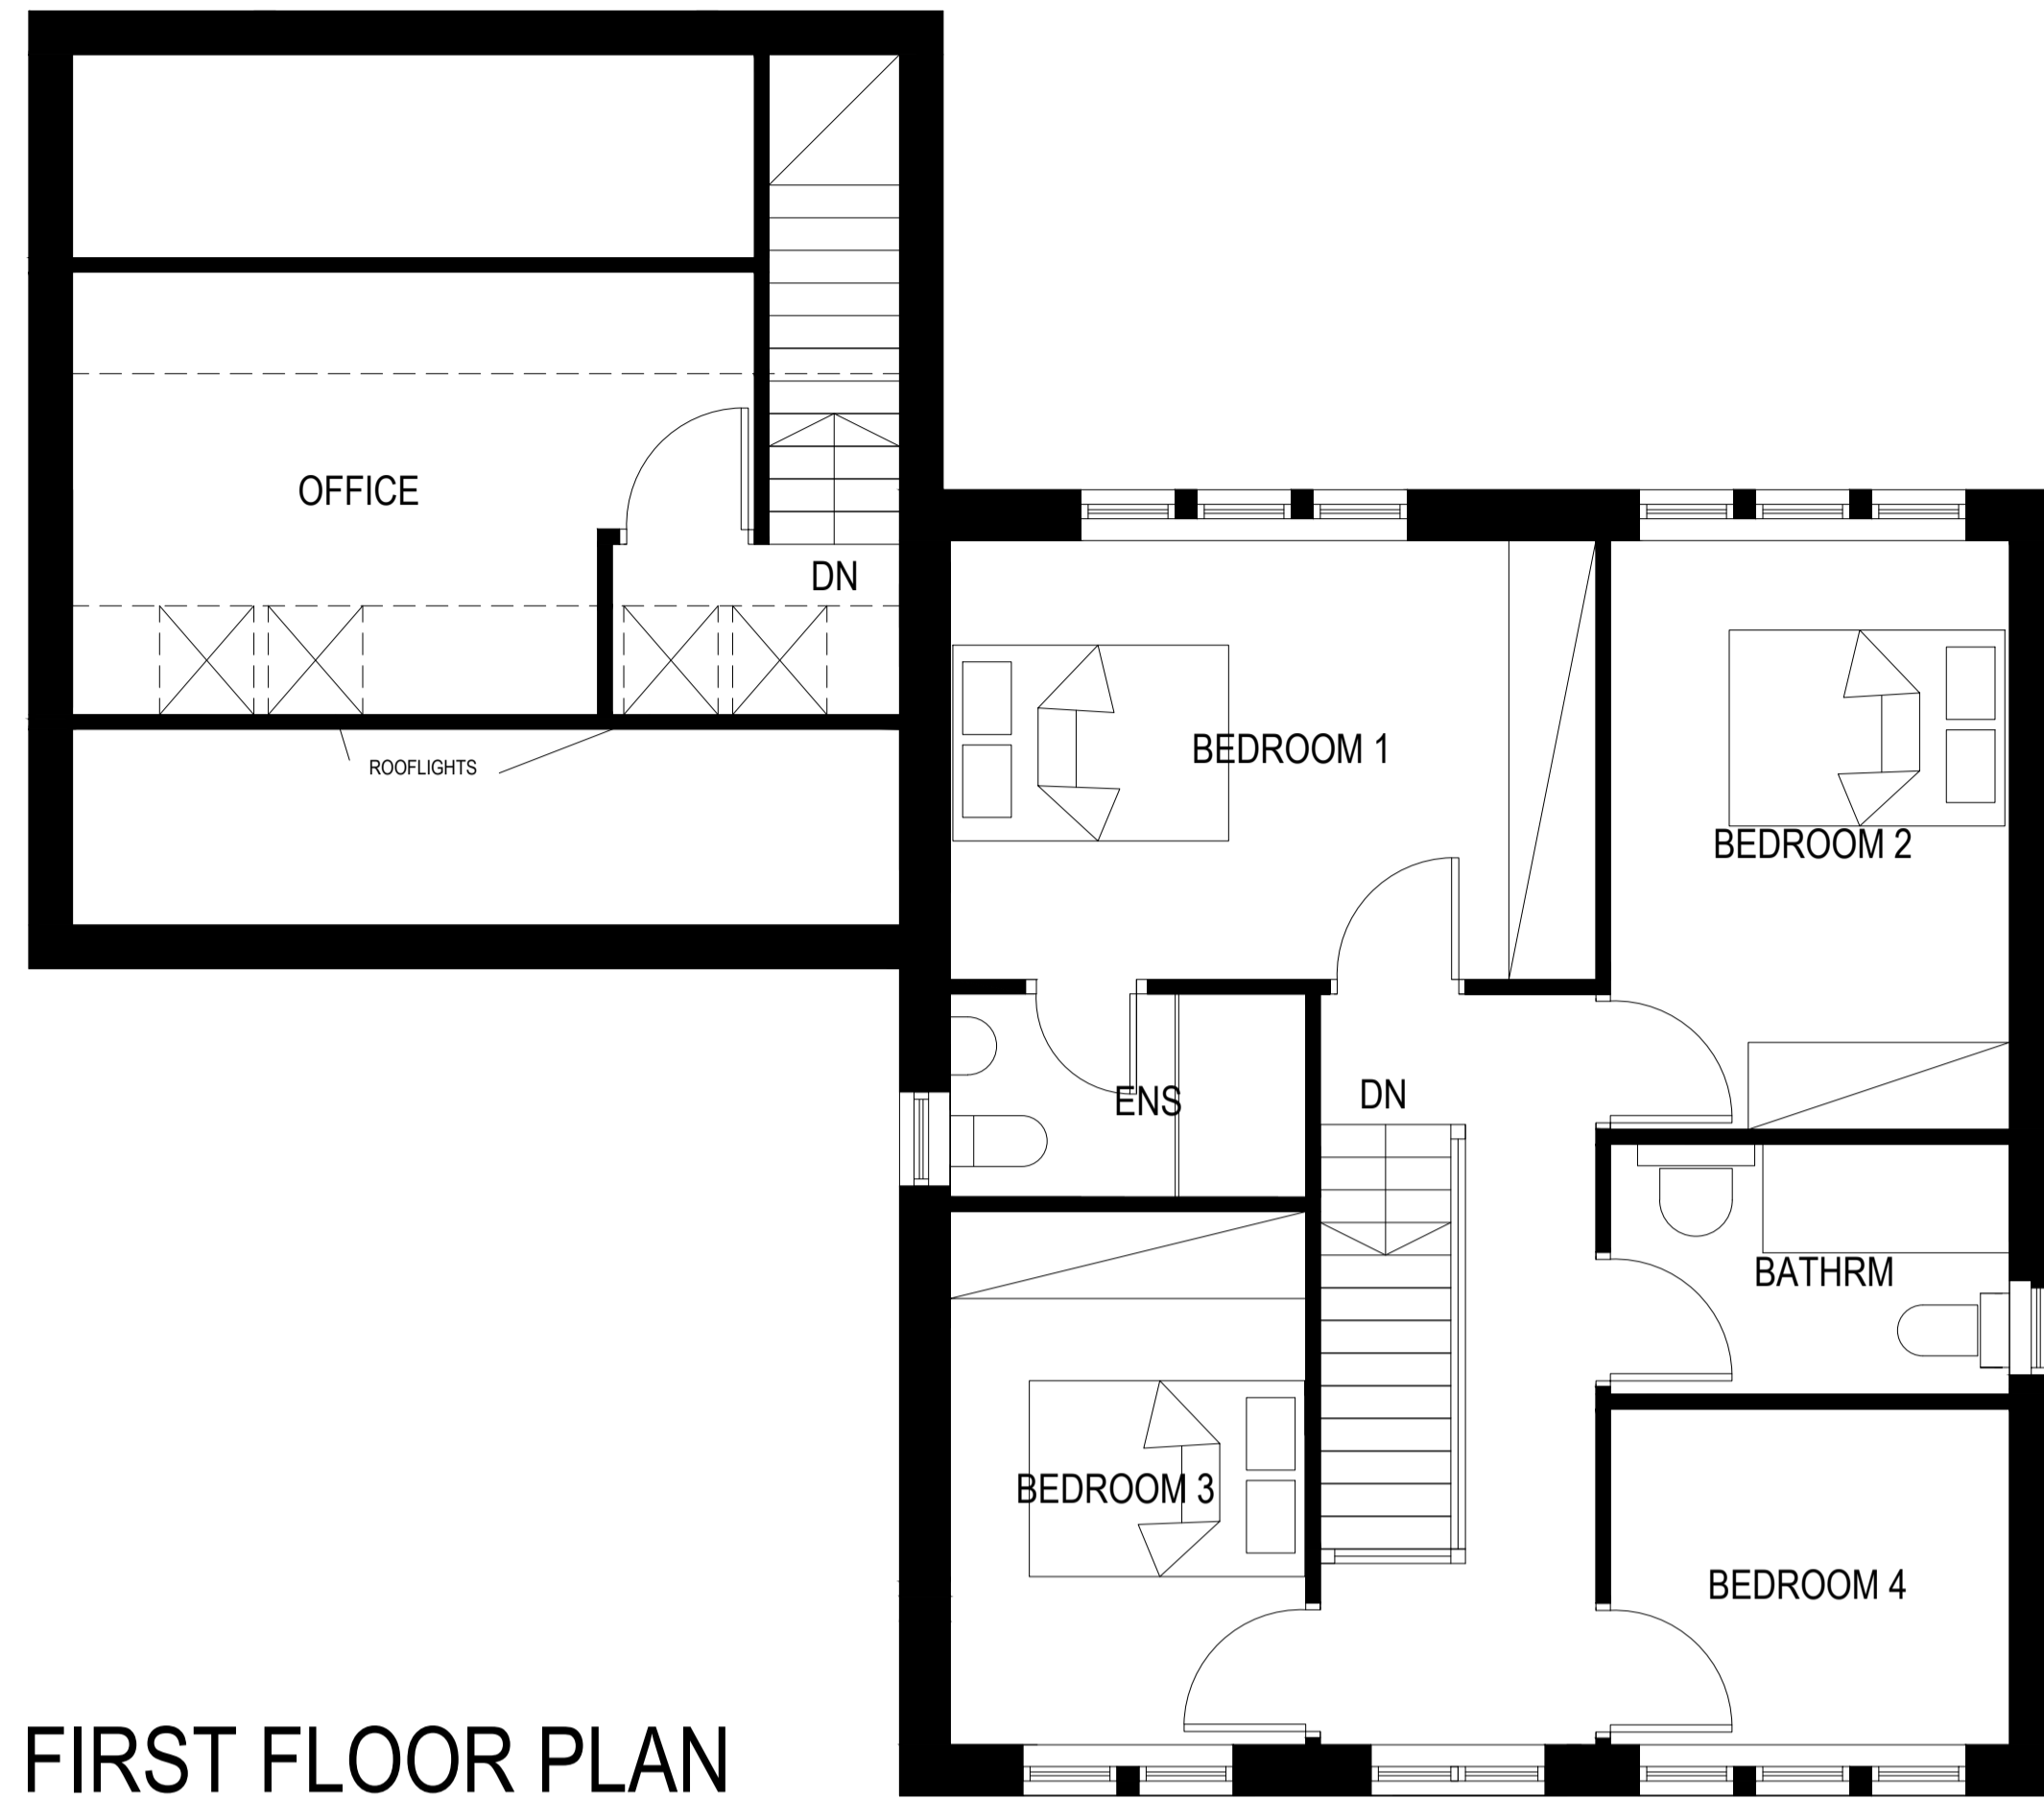 OFFICE
DN
ROOFLIGHTS
BEDROOM 1
BEDROOM 2
ENS
DN
BATHRM
BEDROOM 3
BEDROOM 4
FIRST FLOOR PLAN